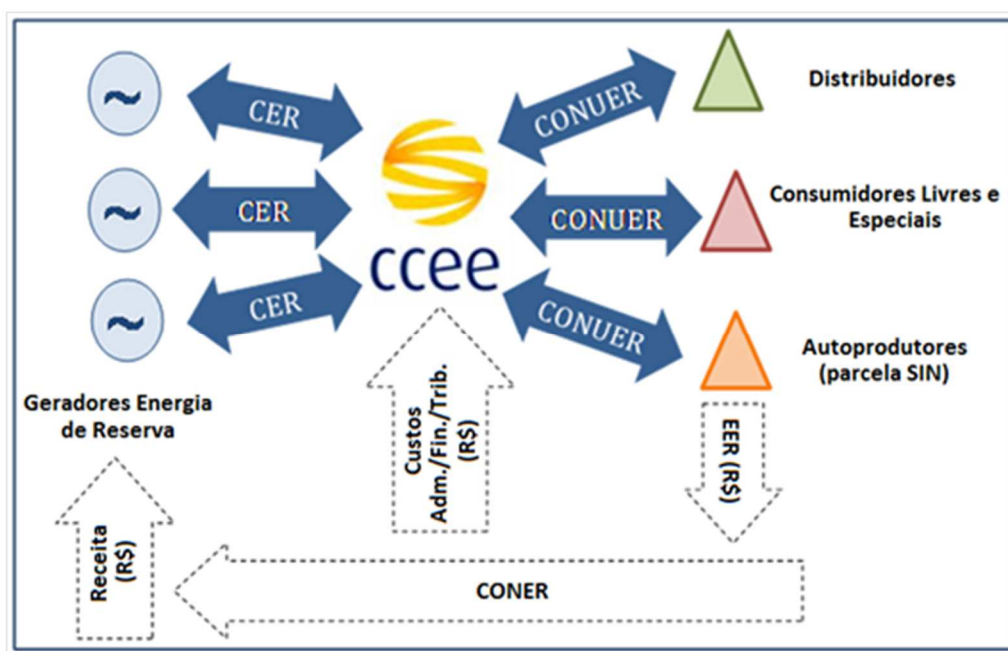 CER
CER
CER
ccee
CONUER
CONUER
CONUER
Distribuidores
Consumidores Livres e
Especiais
Autoprodutores
(parcela SIN)
Geradores Energia
de Reserva
Receita
(R$)
Custos
Adm./Fin./Trib.
(R$)
EER (R$)
CONER